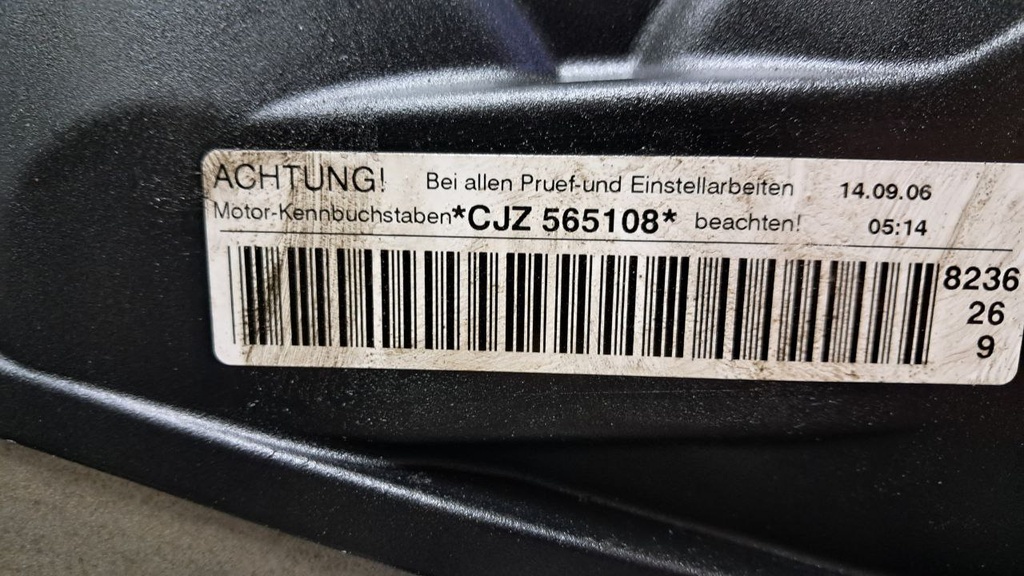 ACHTUNG! Bei allen Pruef-und Einstellarbeiten 14.09.06
Motor-Kennbuchstaben *CJZ 565108* beachten! 05:14
8236
26
9